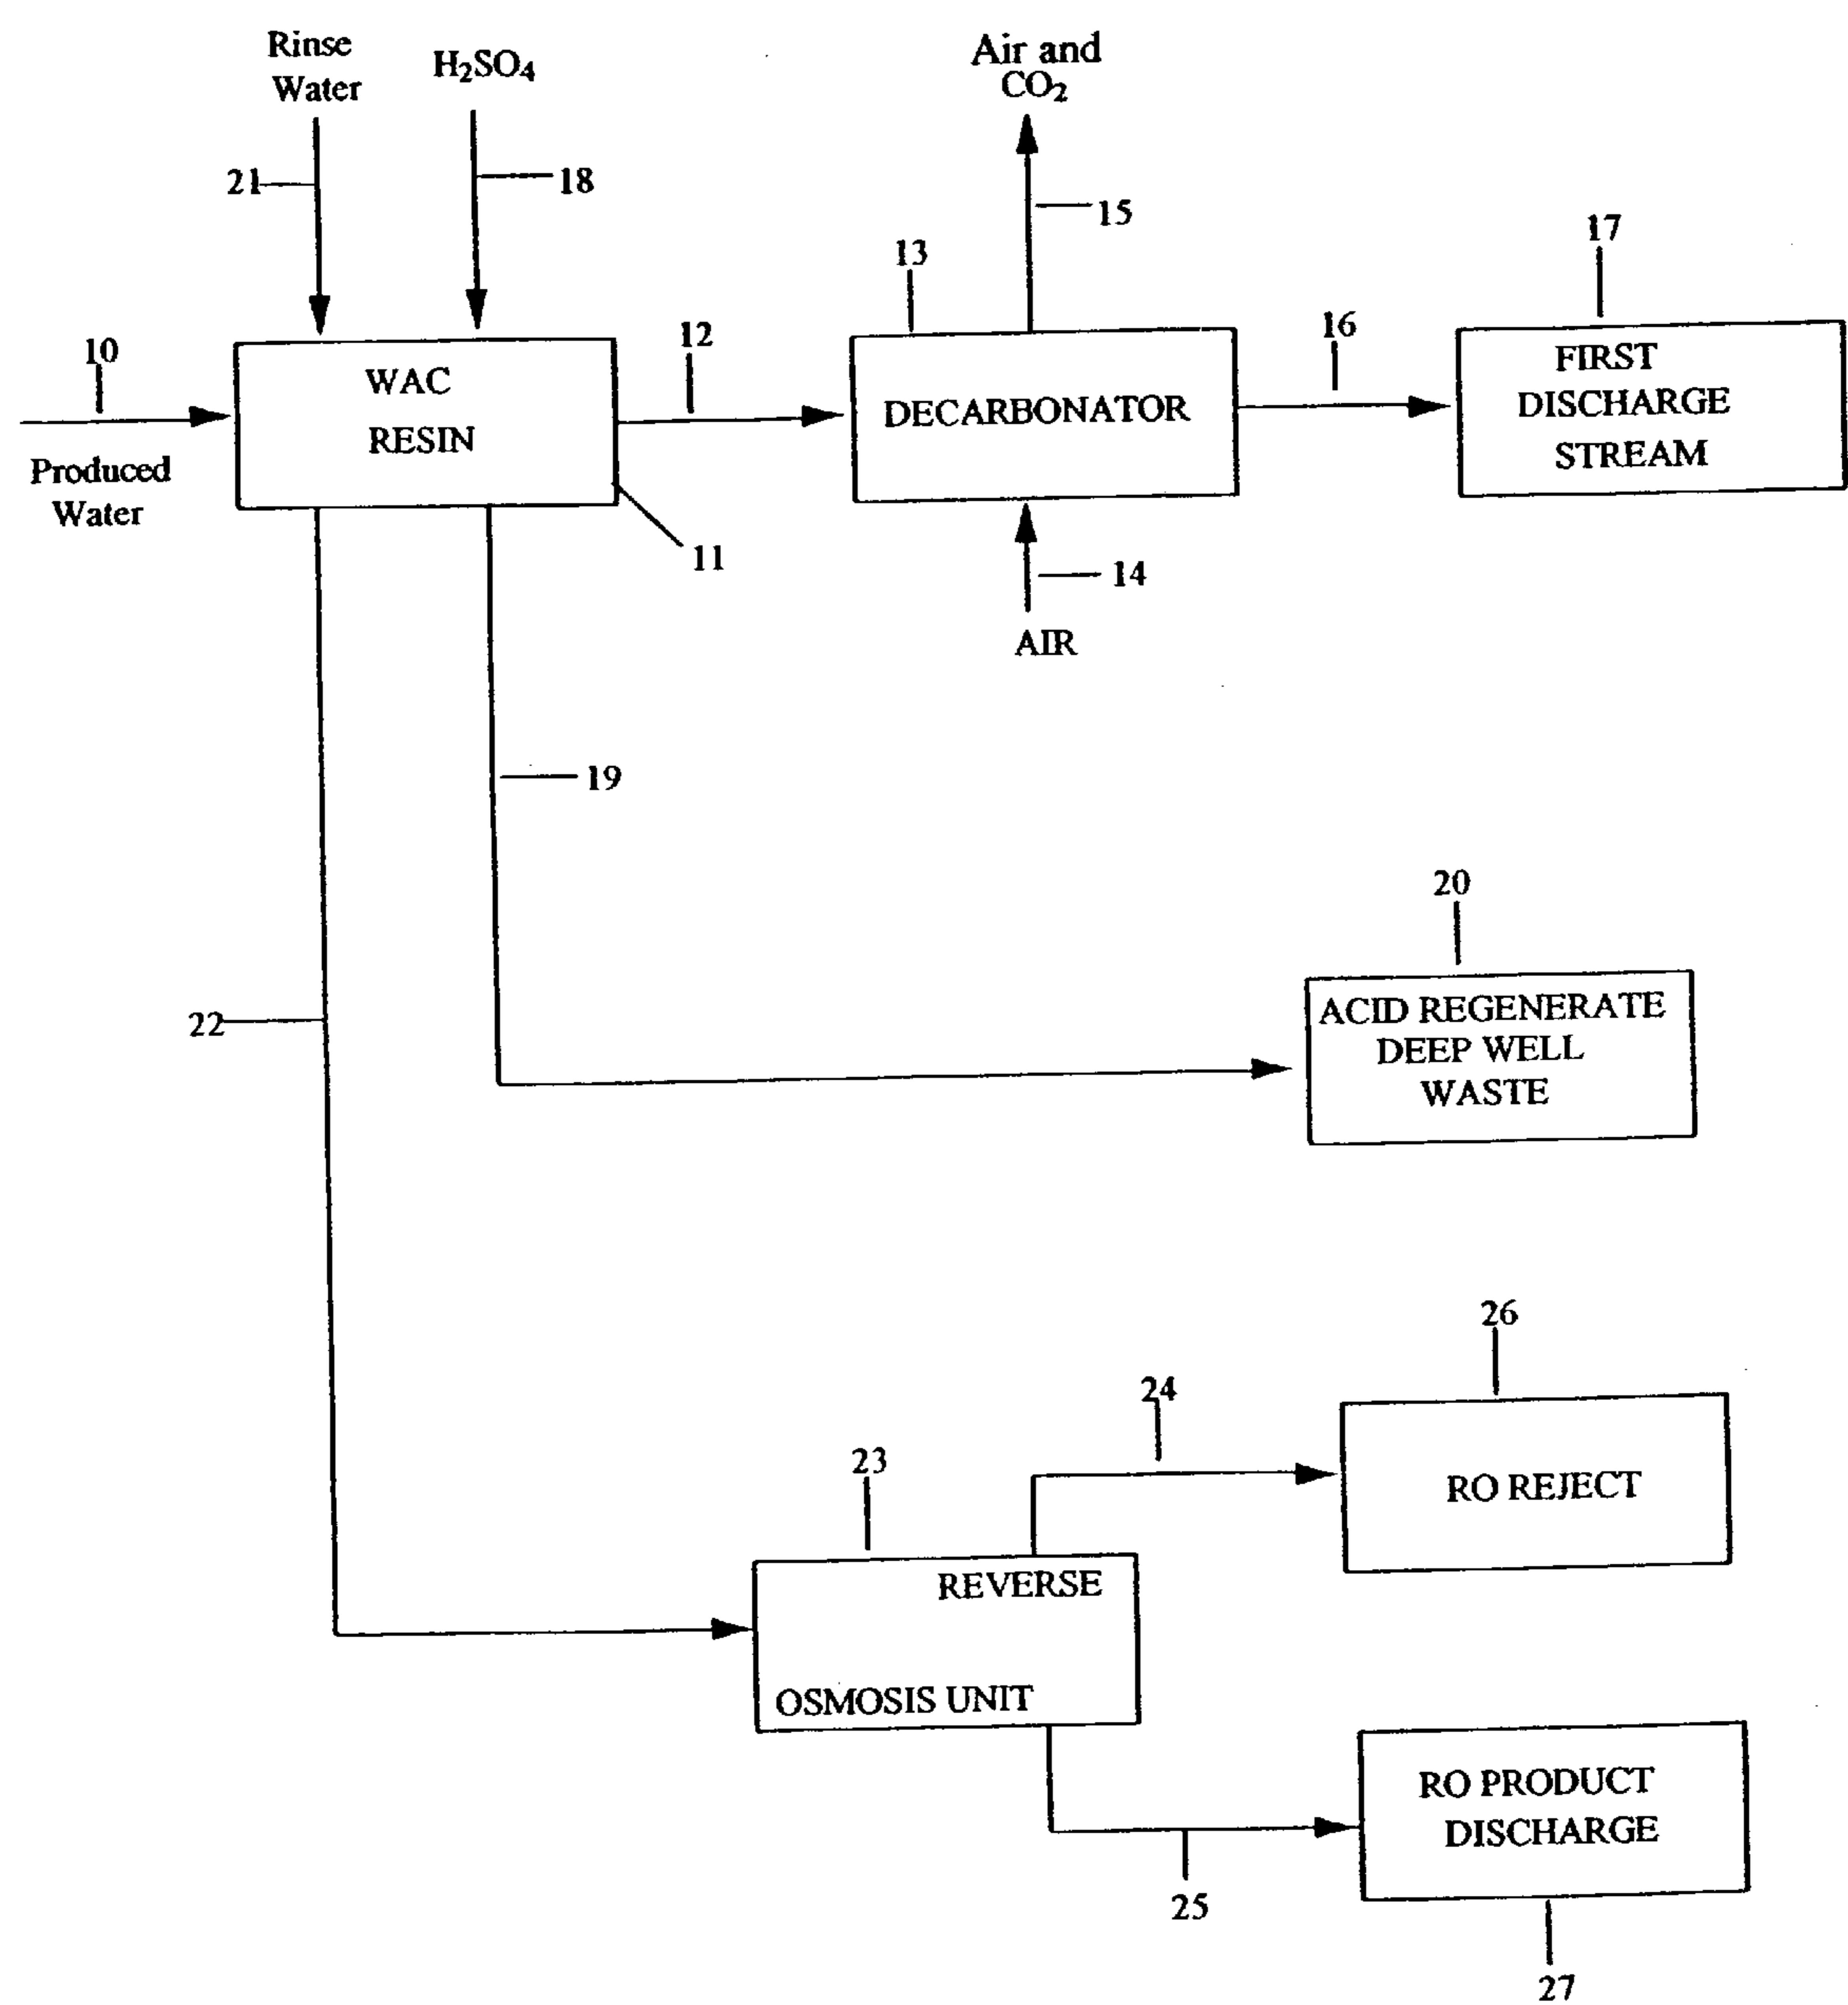 Rinse
Water
H₂SO₄
Air and
CO₂
21
18
15
13
17
10
12
16
WAC
RESIN
DECARBONATOR
FIRST
DISCHARGE
STREAM
Produced
Water
11
14
AIR
19
20
22
ACID REGENERATE
DEEP WELL
WASTE
26
24
23
RO REJECT
REVERSE
OSMOSIS UNIT
RO PRODUCT
DISCHARGE
25
27